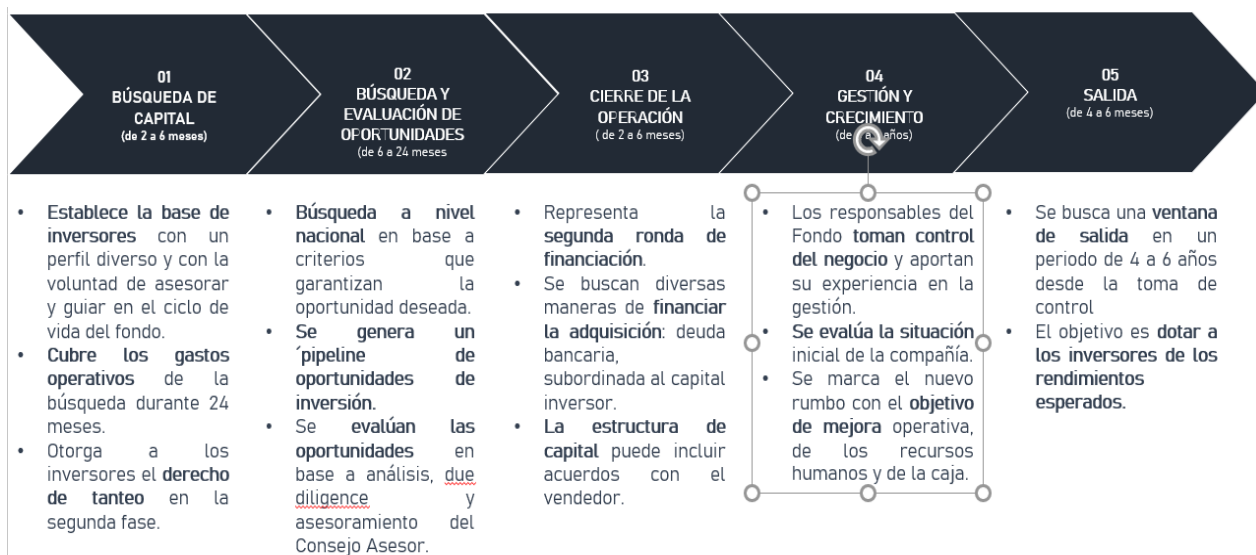 01
BÚSQUEDA DE
CAPITAL
(de 2 a 6 meses)
02
BÚSQUEDA Y
EVALUACIÓN DE
OPORTUNIDADES
(de 6 a 24 meses
03
CIERRE DE LA
OPERACIÓN
( de 2 a 6 meses)
04
GESTIÓN Y
CRECIMIENTO
(de años)
05
SALIDA
(de 4 a 6 meses)
• Establece la base de
inversores con un
perfil diverso y con la
voluntad de asesorar
y guiar en el ciclo de
vida del fondo.
• Cubre los gastos
operativos de la
búsqueda durante 24
meses.
• Otorga a los
inversores el derecho
de tanteo en la
segunda fase.
• Búsqueda a nivel
nacional en base a
criterios que
garantizan la
oportunidad deseada.
• Se genera un
´pipeline de
oportunidades de
inversión.
• Se evalúan las
oportunidades en
base a análisis, due
diligence y
asesoramiento del
Consejo Asesor.
• Representa la
segunda ronda de
financiación.
• Se buscan diversas
maneras de financiar
la adquisición: deuda
bancaria,
subordinada al capital
inversor.
• La estructura de
capital puede incluir
acuerdos con el
vendedor.
• Los responsables del
Fondo toman control
del negocio y aportan
su experiencia en la
gestión.
• Se evalúa la situación
inicial de la compañía.
• Se marca el nuevo
rumbo con el objetivo
de mejora operativa,
de los recursos
humanos y de la caja.
• Se busca una ventana
de salida en un
periodo de 4 a 6 años
desde la toma de
control
• El objetivo es dotar a
los inversores de los
rendimientos
esperados.